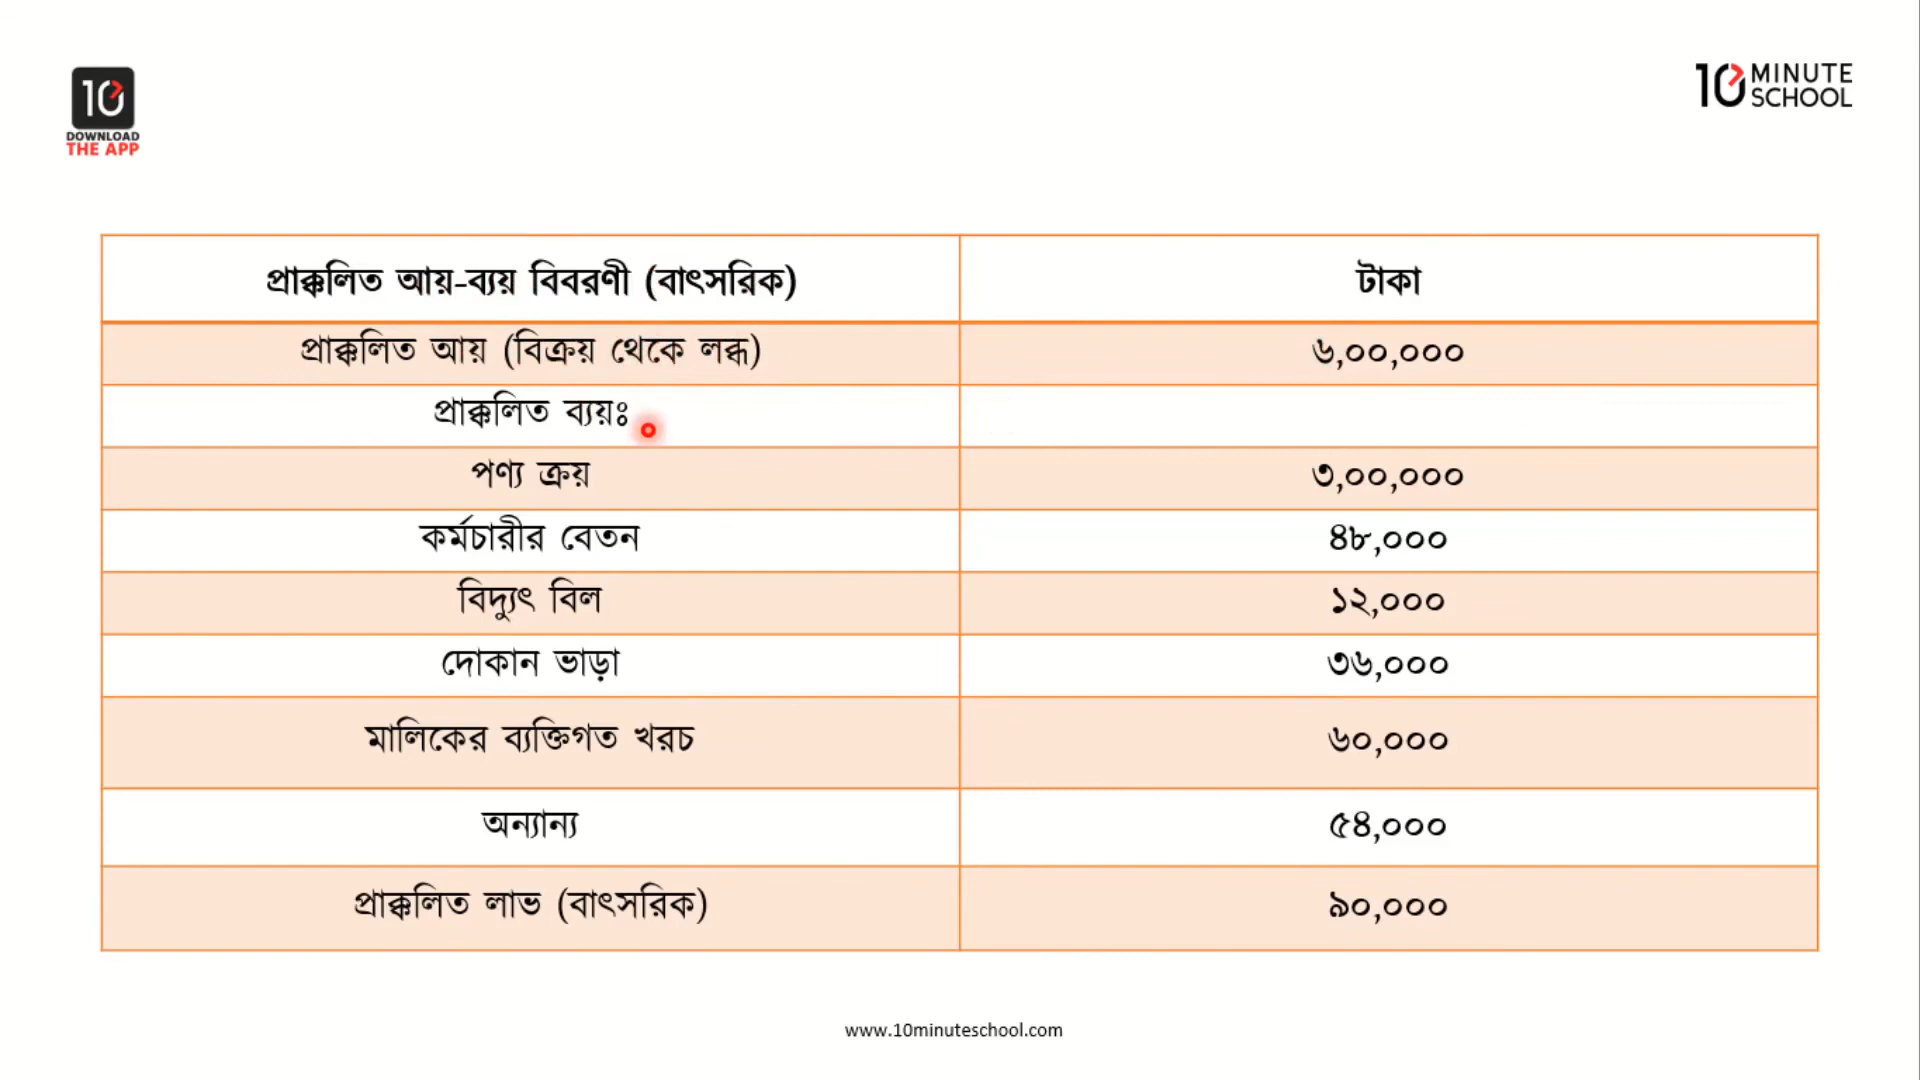 10
DOWNLOAD
THE APP
10 MINUTE
SCHOOL
প্রাক্কলিত আয়-ব্যয় বিবরণী (বাৎসরিক) টাকা
প্রাক্কলিত আয় (বিক্রয় থেকে লব্ধ) ৬,০০,০০০
প্রাক্কলিত ব্যয়ঃ
পণ্য ক্রয় ৩,০০,০০০
কর্মচারীর বেতন ৪৮,০০০
বিদ্যুৎ বিল ১২,০০০
দোকান ভাড়া ৩৬,০০০
মালিকের ব্যক্তিগত খরচ ৬০,০০০
অন্যান্য ৫৪,০০০
প্রাক্কলিত লাভ (বাৎসরিক) ৯০,০০০
www.10minuteschool.com